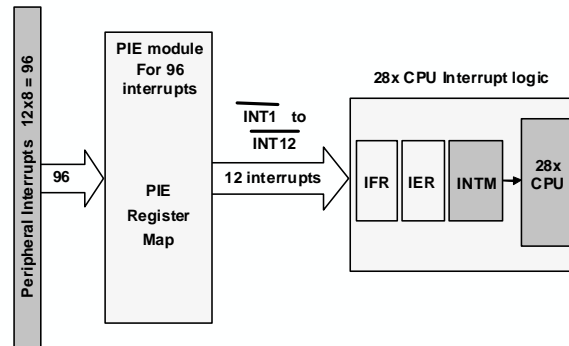 Peripheral Interrupts 12x8 = 96
96
PIE module
For 96
interrupts
PIE
Register
Map
INT1 to
INT12
12 interrupts
28x CPU Interrupt logic
IFR
IER
INTM
28x
CPU